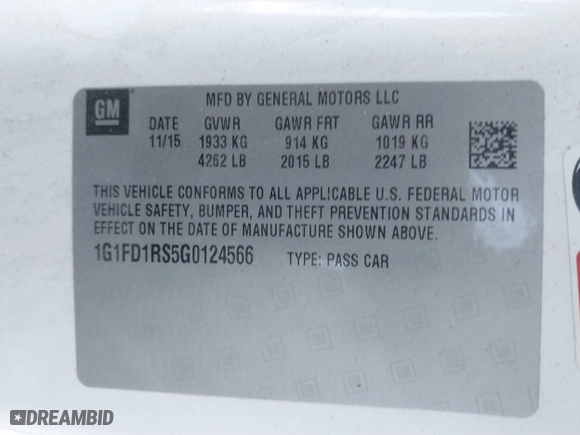 GM
MFD BY GENERAL MOTORS LLC
DATE GVWR GAWR FRT GAWR RR
11/15 1933 KG 914 KG 1019 KG
4262 LB 2015 LB 2247 LB
THIS VEHICLE CONFORMS TO ALL APPLICABLE U.S. FEDERAL MOTOR
VEHICLE SAFETY, BUMPER, AND THEFT PREVENTION STANDARDS IN
EFFECT ON THE DATE OF MANUFACTURE SHOWN ABOVE.
1G1FD1RS5G0124566 TYPE: PASS CAR
DREAMBID